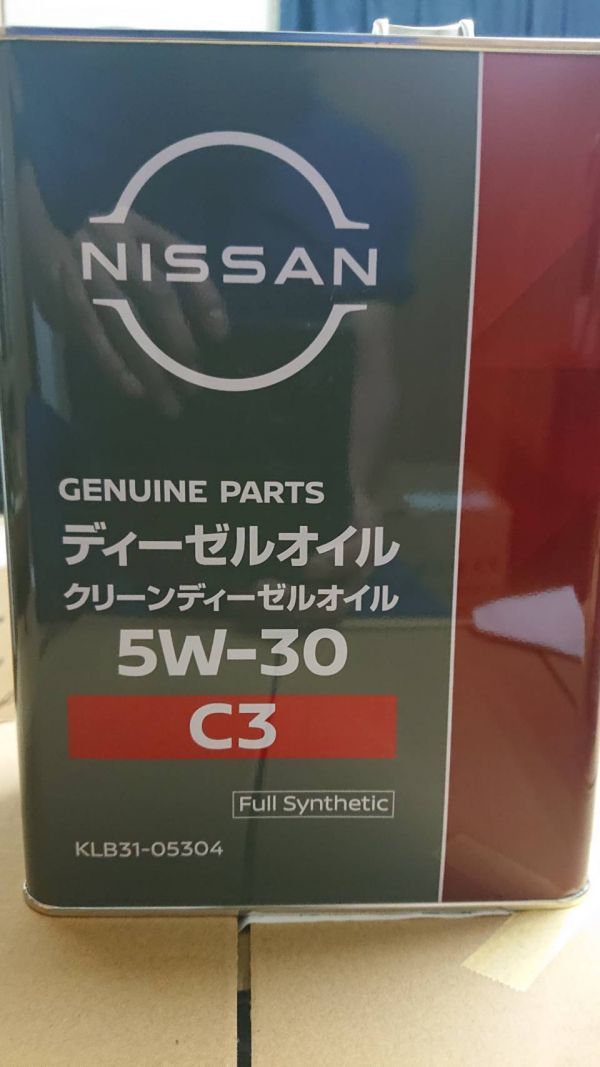 NISSAN
GENUINE PARTS
ディーゼルオイル
クリーンディーゼルオイル
5W-30
C3
Full Synthetic
KLB31-05304